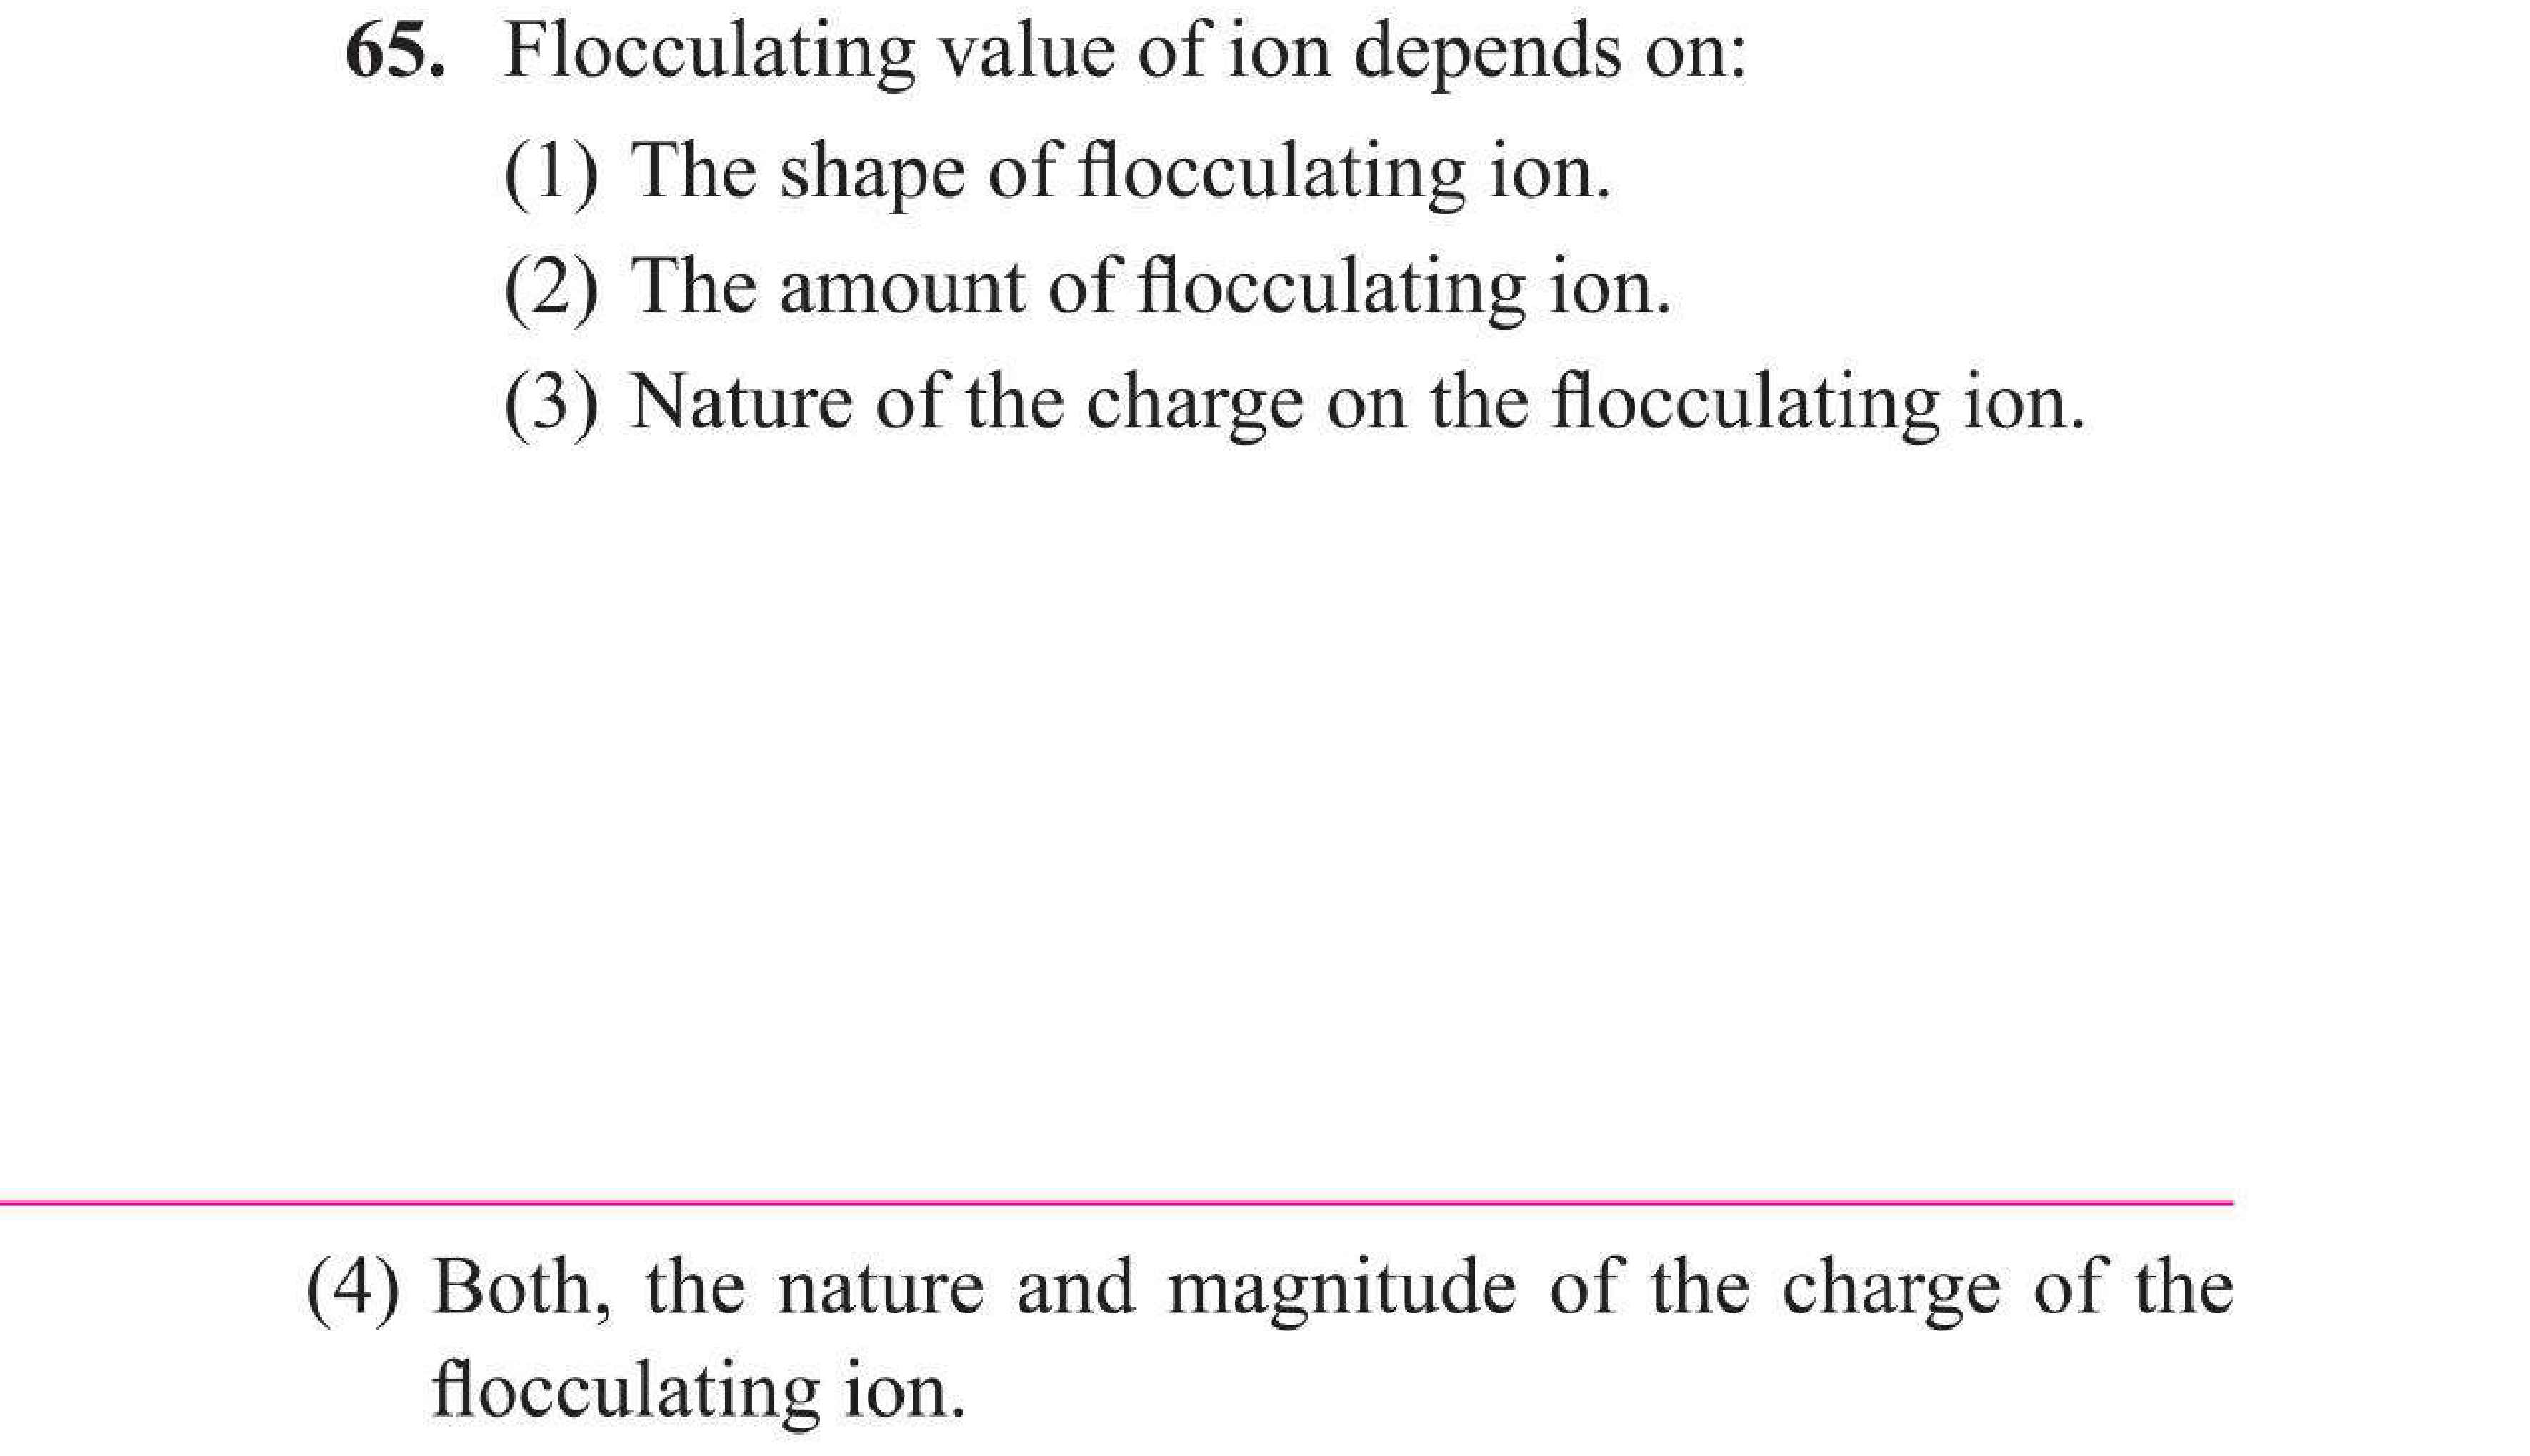 65. Flocculating value of ion depends on:
(1) The shape of flocculating ion.
(2) The amount of flocculating ion.
(3) Nature of the charge on the flocculating ion.
(4) Both, the nature and magnitude of the charge of the
flocculating ion.